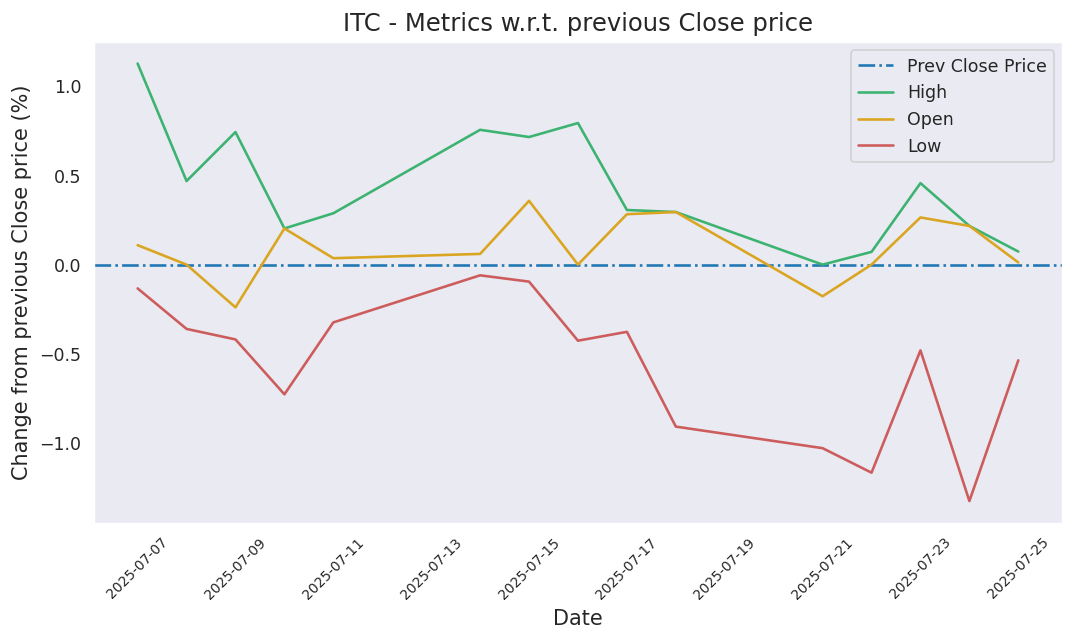 ITC - Metrics w.r.t. previous Close price
Change from previous Close price (%)
1.0
0.5
0.0
−0.5
−1.0
Prev Close Price
High
Open
Low
2025-07-07
2025-07-09
2025-07-11
2025-07-13
2025-07-15
2025-07-17
2025-07-19
2025-07-21
2025-07-23
2025-07-25
Date